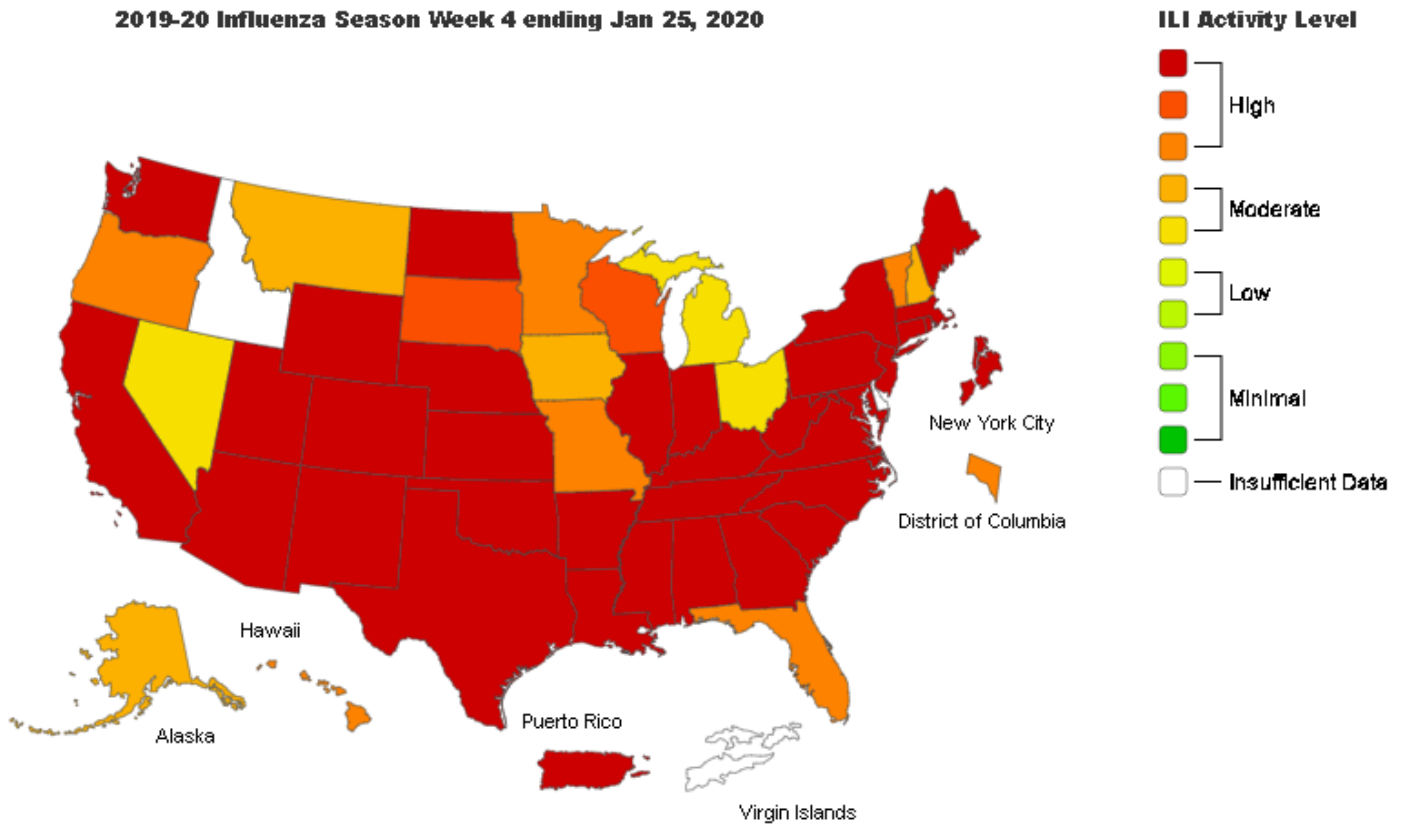 2019-20 Influenza Season Week 4 ending Jan 25, 2020
ILI Activity Level
High
Moderate
Low
Minimal
Insufficient Data
New York City
District of Columbia
Hawaii
Alaska
Puerto Rico
Virgin Islands